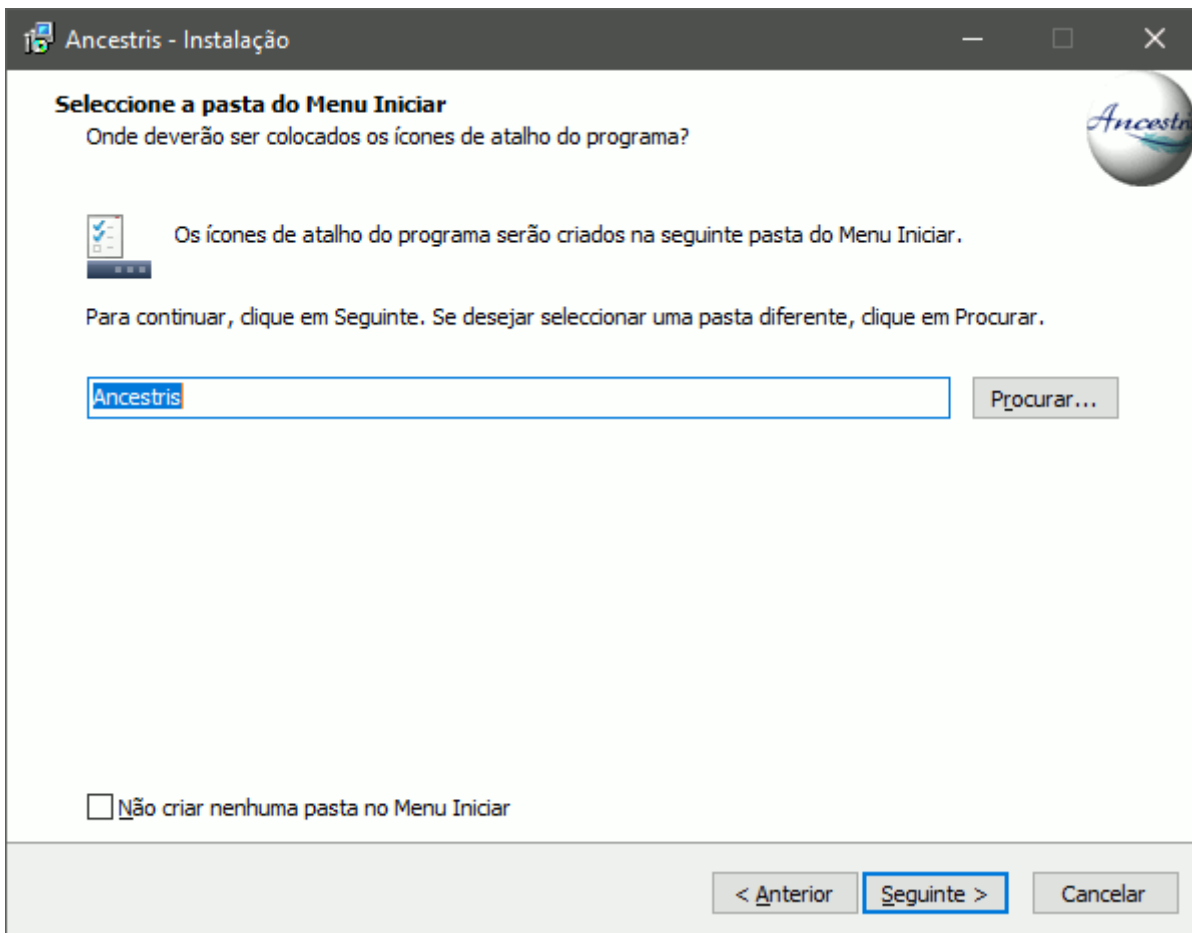 Ancestris - Instalação
Seleccione a pasta do Menu Iniciar
Onde deverão ser colocados os ícones de atalho do programa?
Ancestri
Os ícones de atalho do programa serão criados na seguinte pasta do Menu Iniciar.
Para continuar, clique em Seguinte. Se desejar seleccionar uma pasta diferente, clique em Procurar.
Ancestris
Procurar...
Não criar nenhuma pasta no Menu Iniciar
< Anterior
Seguinte >
Cancelar